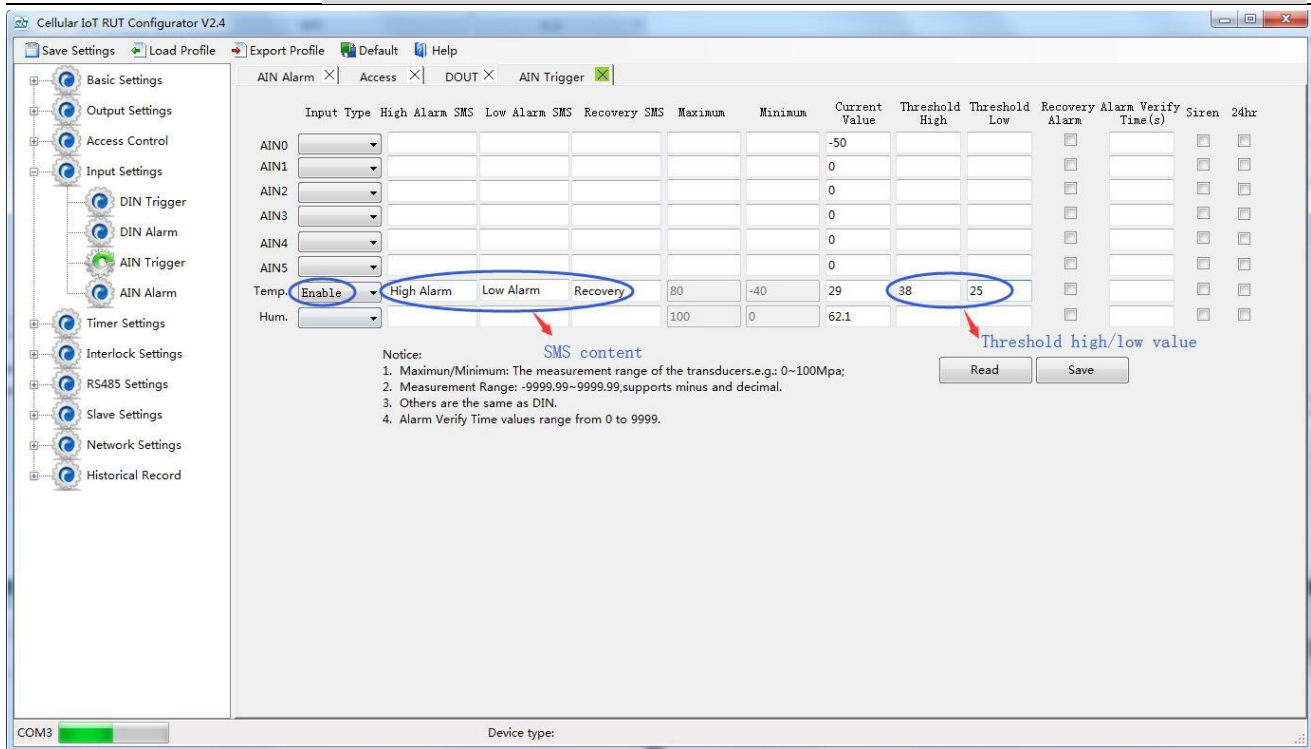 Cellular IoT RUT Configurator V2.4
Save Settings Load Profile Export Profile Default Help
Basic Settings
Output Settings
Access Control
Input Settings
DIN Trigger
DIN Alarm
AIN Trigger
AIN Alarm
Timer Settings
Interlock Settings
RS485 Settings
Slave Settings
Network Settings
Historical Record
AIN Alarm Access DOUT AIN Trigger
Input Type High Alarm SMS Low Alarm SMS Recovery SMS Maximum Minimum Current Value Threshold High Threshold Low Recovery Alarm Alarm Verify Time(s) Siren 24hr
AIN0 -50
AIN1 0
AIN2 0
AIN3 0
AIN4 0
AIN5 0
Temp. Enable High Alarm Low Alarm Recovery 80 -40 29 38 25
Hum. 100 0 62.1
SMS content
Threshold high/low value
Notice:
1. Maximun/Minimum: The measurement range of the transducers.e.g.: 0~100Mpa;
2. Measurement Range: -9999.99~9999.99,supports minus and decimal.
3. Others are the same as DIN.
4. Alarm Verify Time values range from 0 to 9999.
Read Save
COM3 Device type: